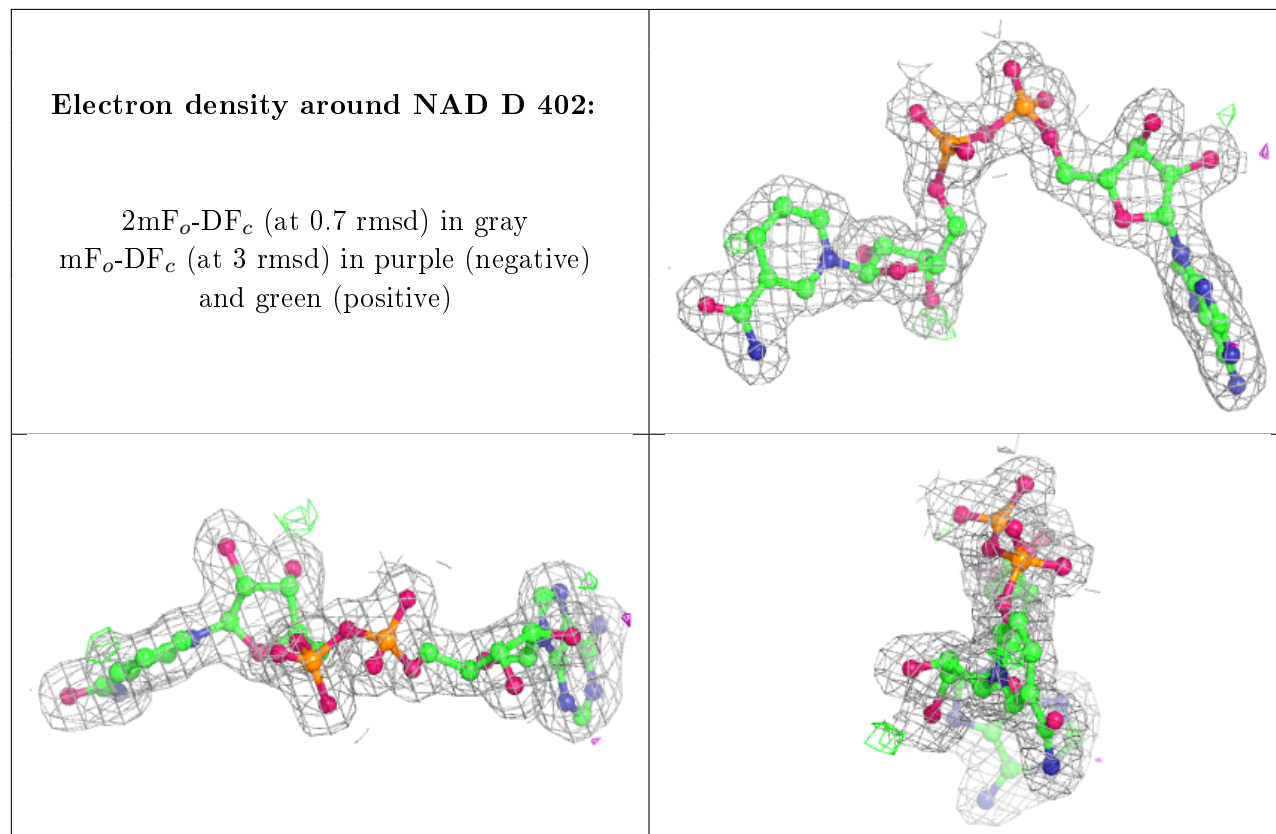 Electron density around NAD D 402:
2mFo-DFc (at 0.7 rmsd) in gray
mFo-DFc (at 3 rmsd) in purple (negative)
and green (positive)